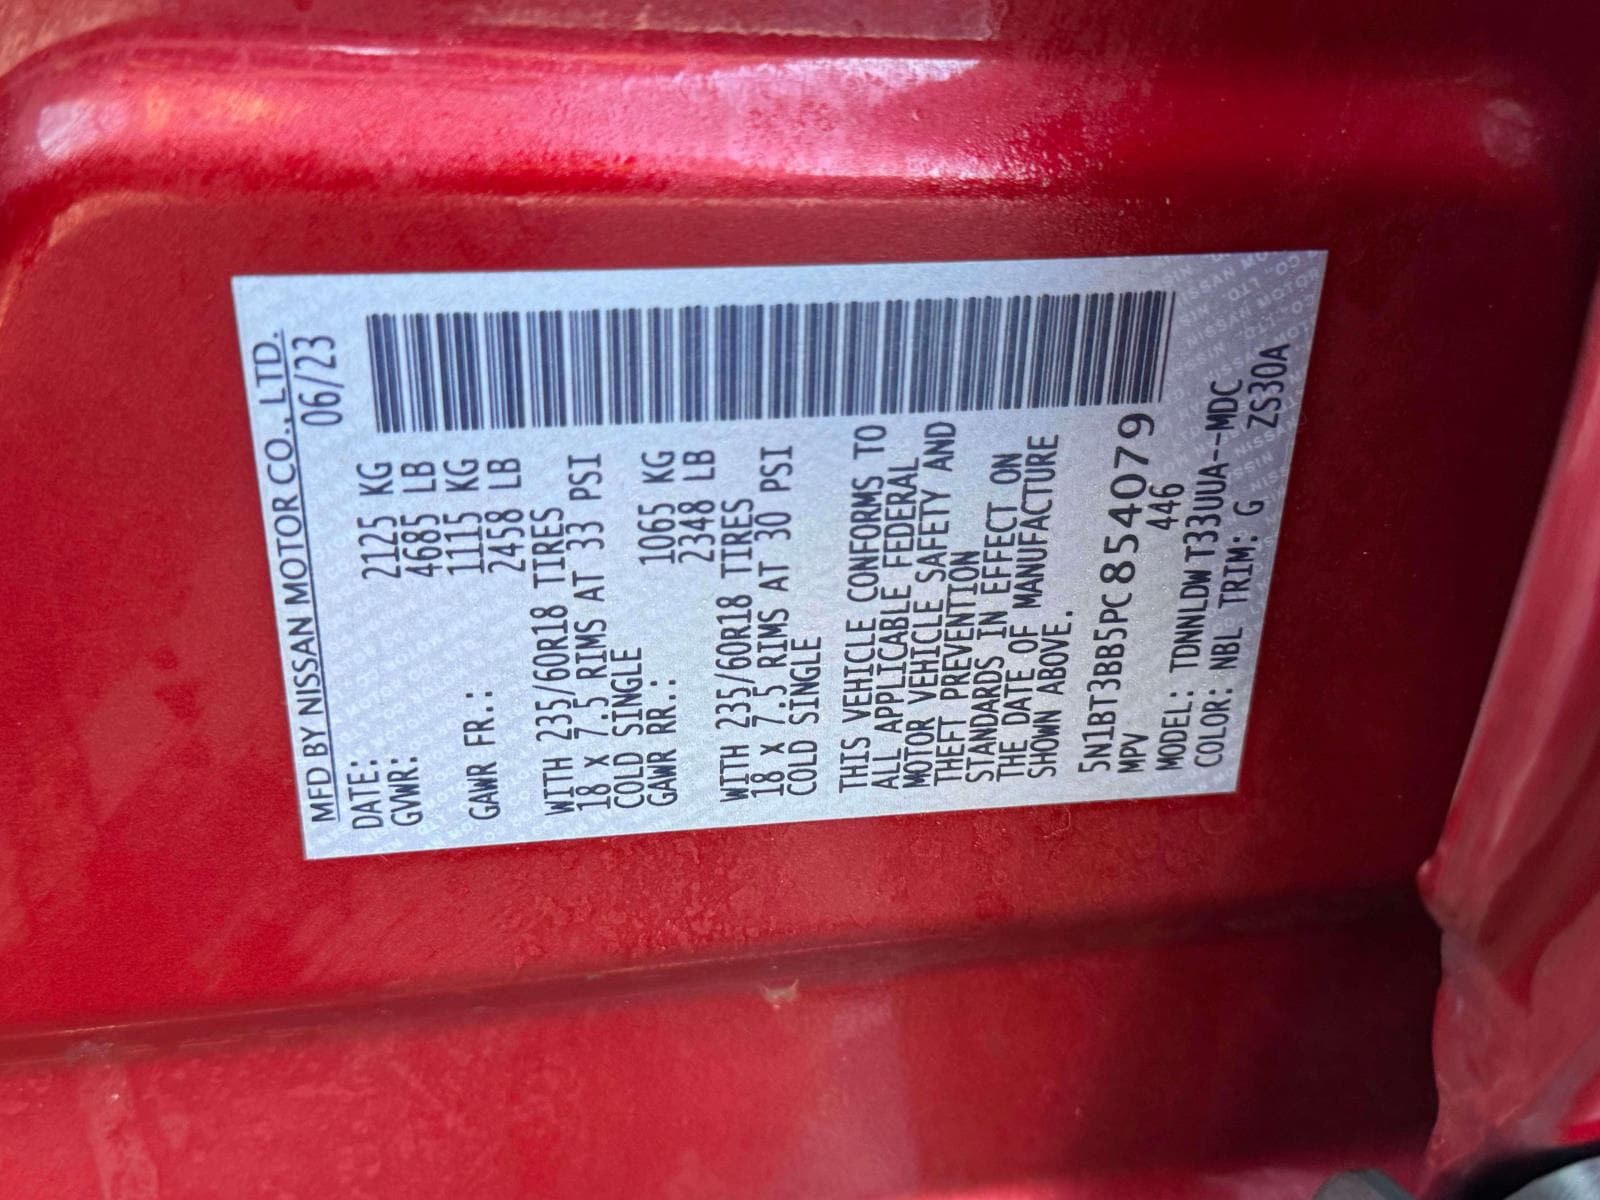 MFD BY NISSAN MOTOR CO., LTD.
DATE: 06/23
GVWR: 2125 KG
4685 LB
GAWR FR.: 1115 KG
2458 LB
WITH 235/60R18 TIRES
18 X 7.5 RIMS AT 33 PSI
COLD SINGLE
GAWR RR.: 1065 KG
2348 LB
WITH 235/60R18 TIRES
18 X 7.5 RIMS AT 30 PSI
COLD SINGLE
THIS VEHICLE CONFORMS TO
ALL APPLICABLE FEDERAL
MOTOR VEHICLE SAFETY AND
THEFT PREVENTION
STANDARDS IN EFFECT ON
THE DATE OF MANUFACTURE
SHOWN ABOVE.
5N1BT3BB5PC854079
MPV 446
MODEL: TDNNLDWT33UUA--MDC
COLOR: NBL TRIM: G ZS30A